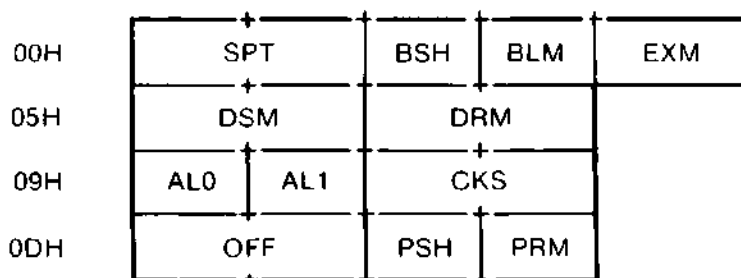 00H SPT BSH BLM EXM
05H DSM DRM
09H AL0 AL1 CKS
0DH OFF PSH PRM